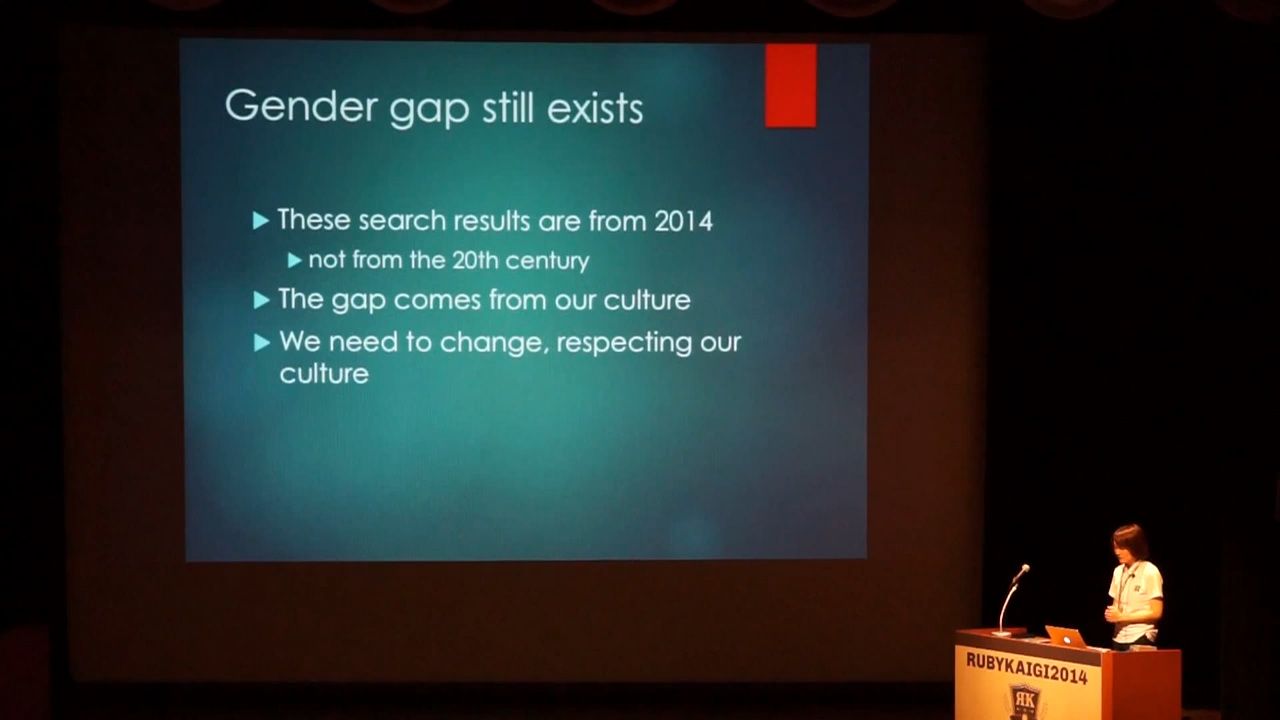 Gender gap still exists
These search results are from 2014
not from the 20th century
The gap comes from our culture
We need to change, respecting our
culture
RUBYKAIGI2014
RK